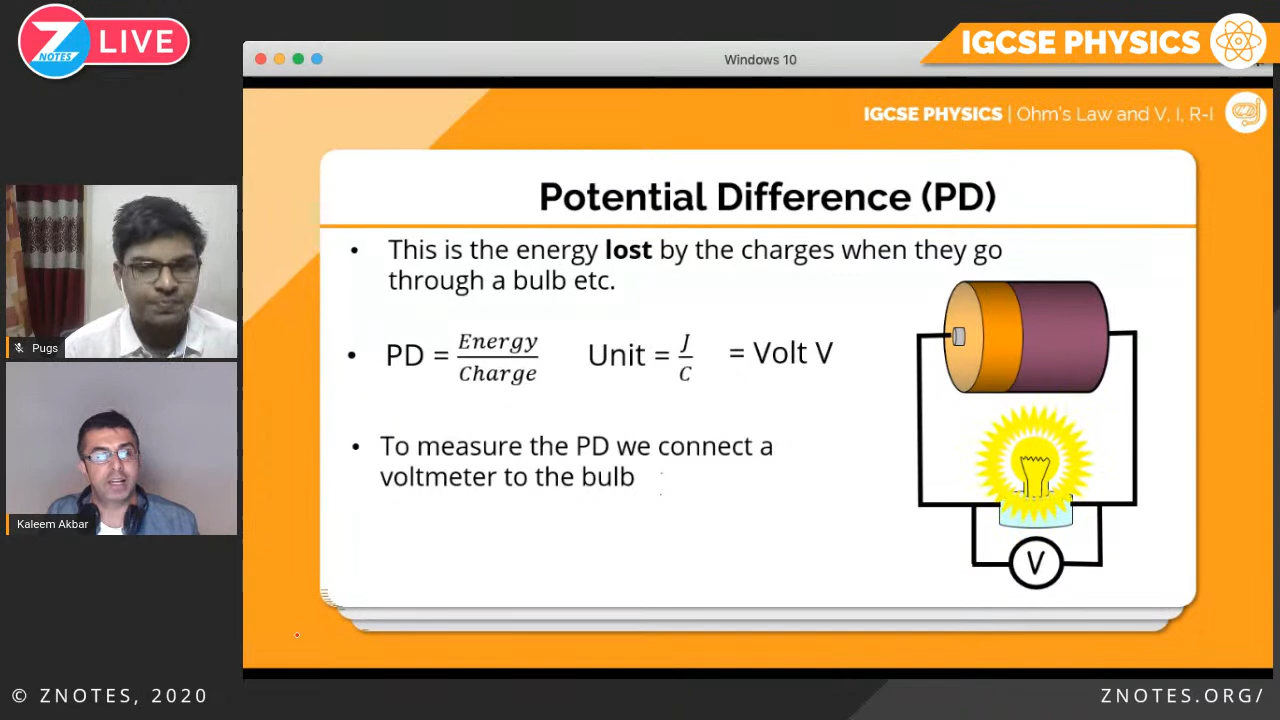 Z NOTES LIVE
IGCSE PHYSICS
Windows 10
IGCSE PHYSICS | Ohm's Law and V, I, R-I
Potential Difference (PD)
• This is the energy lost by the charges when they go
through a bulb etc.
• PD = Energy/Charge Unit = J/C = Volt V
• To measure the PD we connect a
voltmeter to the bulb
V
Pugs
Kaleem Akbar
© ZNOTES, 2020
ZNOTES.ORG/